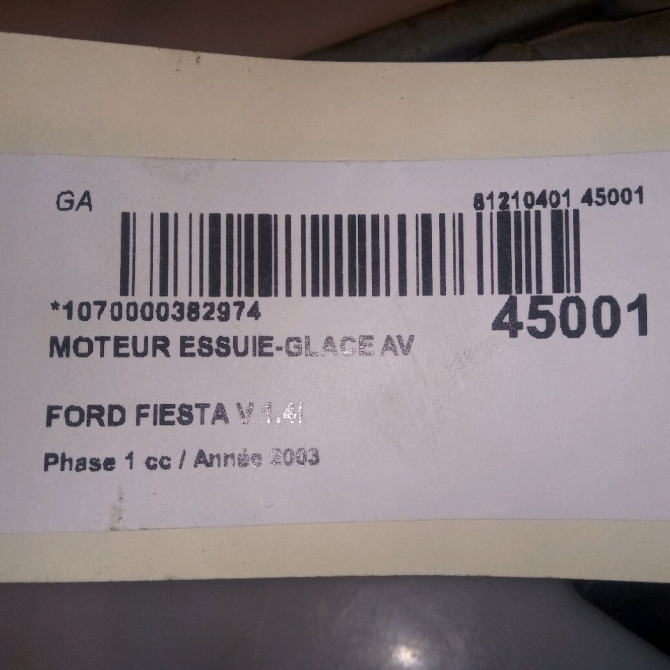 GA 81210401 45001
*1070000382974 45001
MOTEUR ESSUIE-GLACE AV
FORD FIESTA V 1.4I
Phase 1 cc / Année 2003